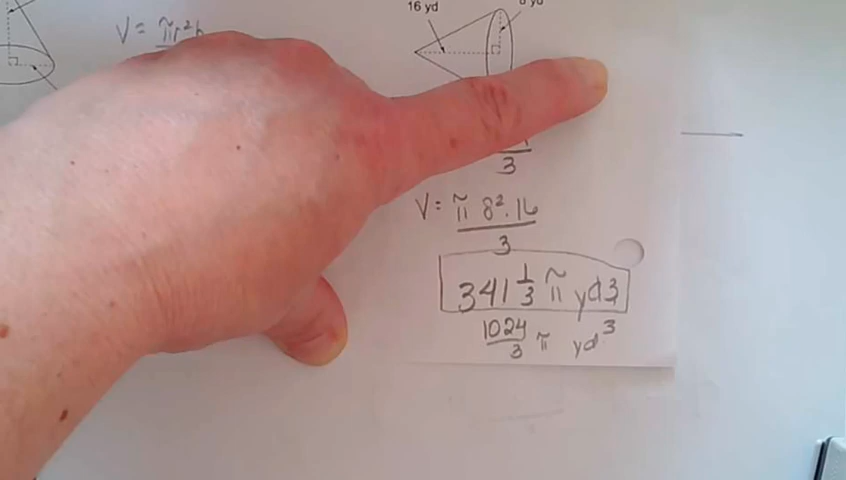 16 yd
8 yd
V = πr²h
3
V = π 8² · 16
3
341 1/3 π yd3
1024/3 π yd³